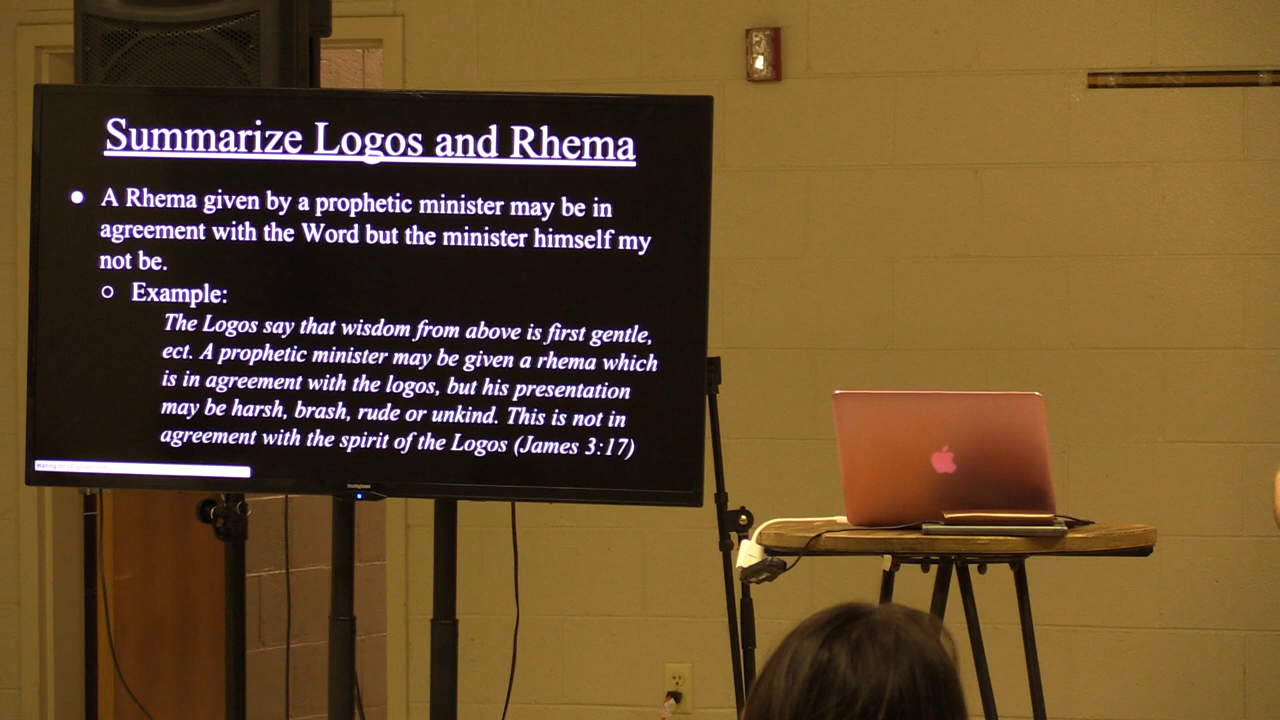 Summarize Logos and Rhema
A Rhema given by a prophetic minister may be in
agreement with the Word but the minister himself my
not be.
Example:
The Logos say that wisdom from above is first gentle,
ect. A prophetic minister may be given a rhema which
is in agreement with the logos, but his presentation
may be harsh, brash, rude or unkind. This is not in
agreement with the spirit of the Logos (James 3:17)
Waiting for